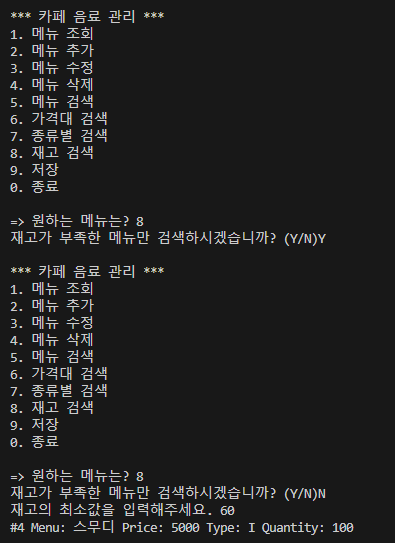 *** 카페 음료 관리 ***
1. 메뉴 조회
2. 메뉴 추가
3. 메뉴 수정
4. 메뉴 삭제
5. 메뉴 검색
6. 가격대 검색
7. 종류별 검색
8. 재고 검색
9. 저장
0. 종료

=> 원하는 메뉴는? 8
재고가 부족한 메뉴만 검색하시겠습니까? (Y/N)Y

*** 카페 음료 관리 ***
1. 메뉴 조회
2. 메뉴 추가
3. 메뉴 수정
4. 메뉴 삭제
5. 메뉴 검색
6. 가격대 검색
7. 종류별 검색
8. 재고 검색
9. 저장
0. 종료

=> 원하는 메뉴는? 8
재고가 부족한 메뉴만 검색하시겠습니까? (Y/N)N
재고의 최소값을 입력해주세요. 60
#4 Menu: 스무디 Price: 5000 Type: I Quantity: 100